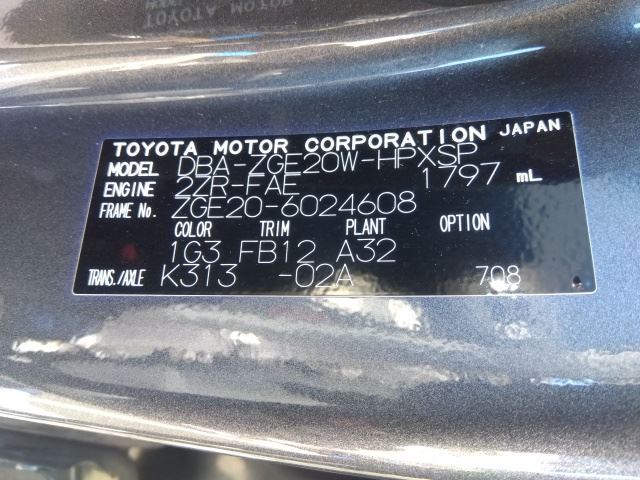 TOYOTA MOTOR CORPORATION JAPAN
MODEL DBA-ZGE20W-HPXSP
ENGINE 2ZR-FAE 1797 mL
FRAME No. ZGE20-6024608
COLOR TRIM PLANT OPTION
1G3 FB12 A32
TRANS./AXLE K313 -02A 708